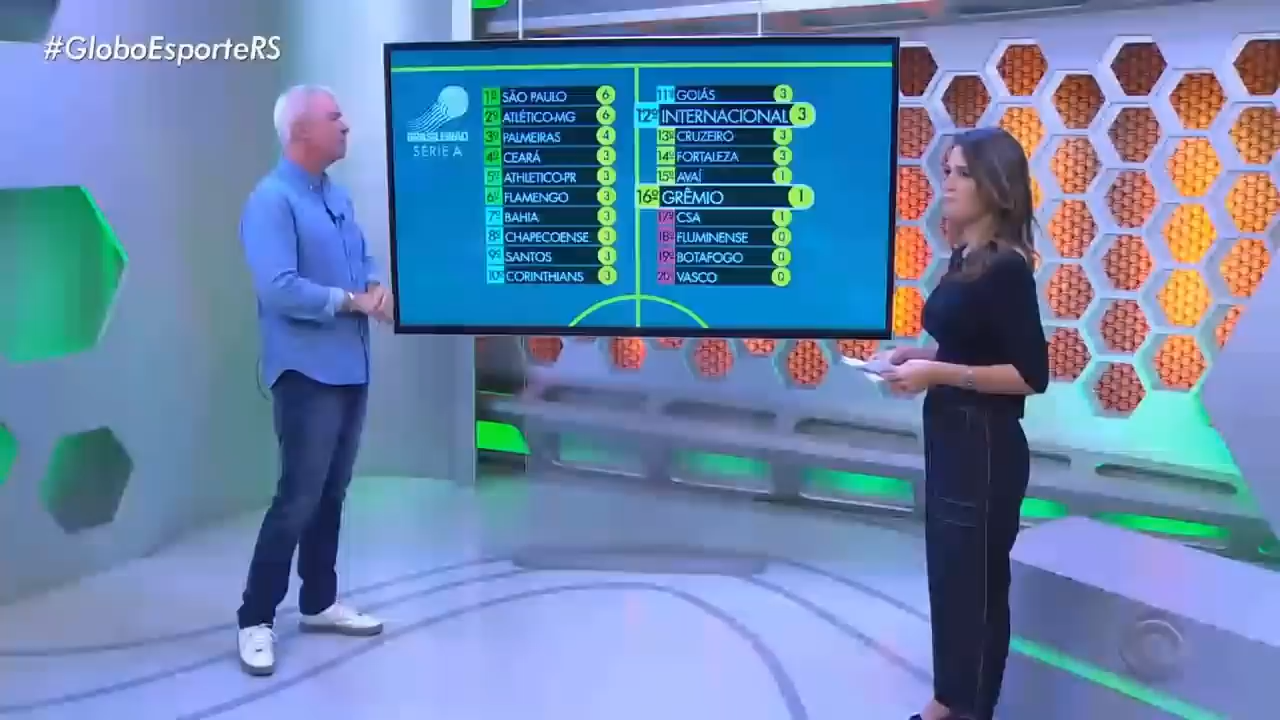 #GloboEsporteRS
BRASILEIRÃO
SÉRIE A
1º SÃO PAULO 6
2º ATLÉTICO-MG 6
3º PALMEIRAS 4
4º CEARÁ 3
5º ATHLETICO-PR 3
6º FLAMENGO 3
7º BAHIA 3
8º CHAPECOENSE 3
9º SANTOS 3
10º CORINTHIANS 3
11º GOIÁS 3
12º INTERNACIONAL 3
13º CRUZEIRO 3
14º FORTALEZA 3
15º AVAÍ 1
16º GRÊMIO 1
17º CSA 1
18º FLUMINENSE 0
19º BOTAFOGO 0
20º VASCO 0